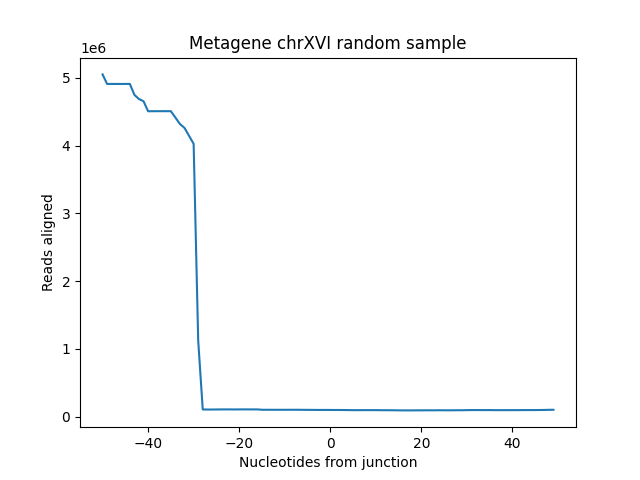 Metagene chrXVI random sample
1e6
5
4
3
2
1
0
Reads aligned
−40 −20 0 20 40
Nucleotides from junction